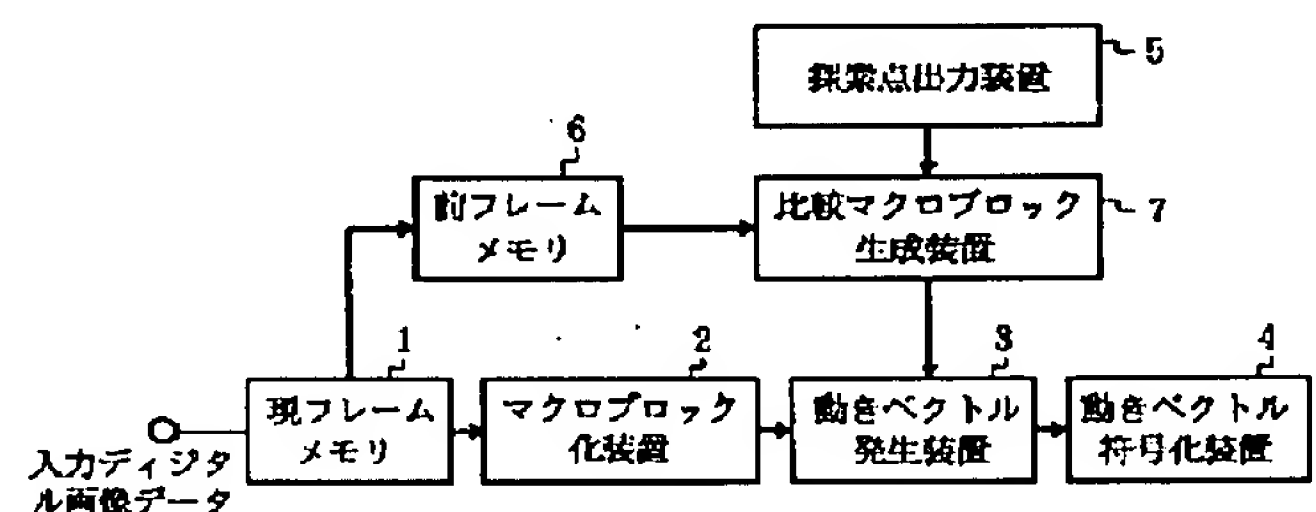 5
探索点出力装置
6
前フレーム
メモリ
比較マクロブロック
生成装置
7
1
2
3
4
現フレーム
メモリ
マクロブロック
化装置
動きベクトル
発生装置
動きベクトル
符号化装置
入力ディジタ
ル画像データ